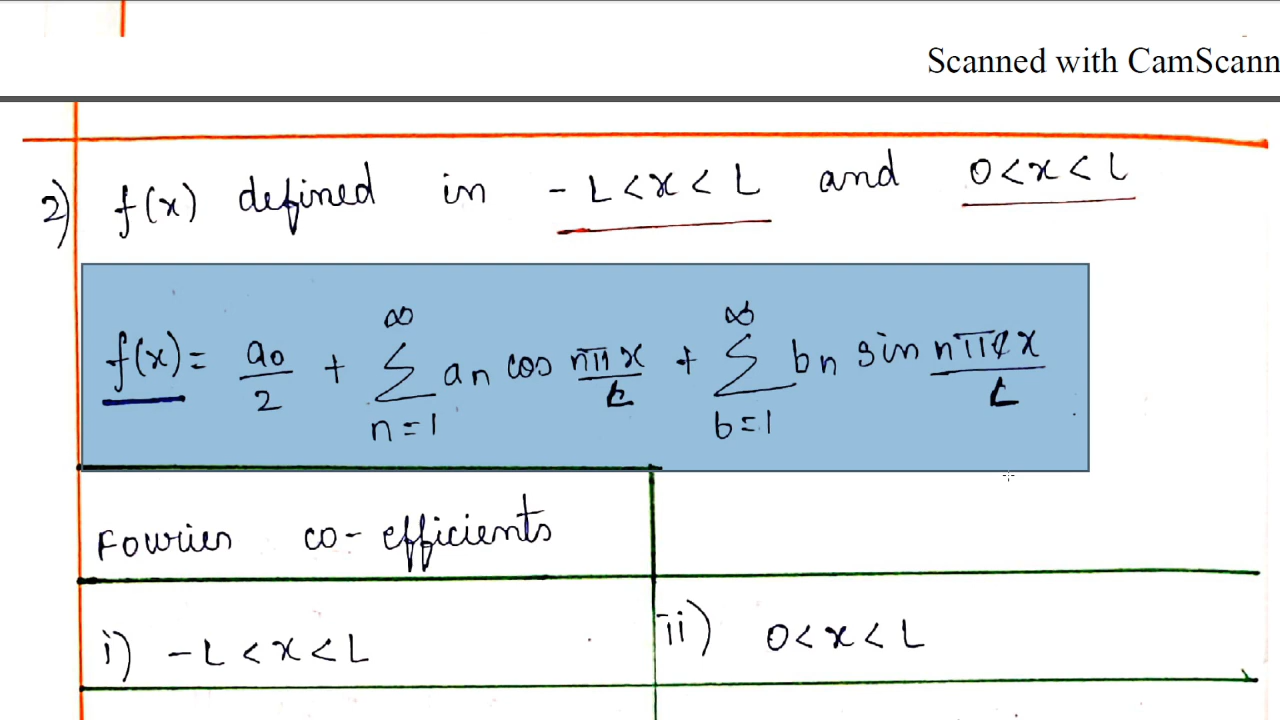 Scanned with CamScann
2) f(x) defined in -L<x<L and 0<x<L
f(x) = a0/2 + ∞∑n=1 an cos nπx/L + ∞∑b=1 bn sin nπx/L
Fourier co-efficients
i) -L<x<L ii) 0<x<L